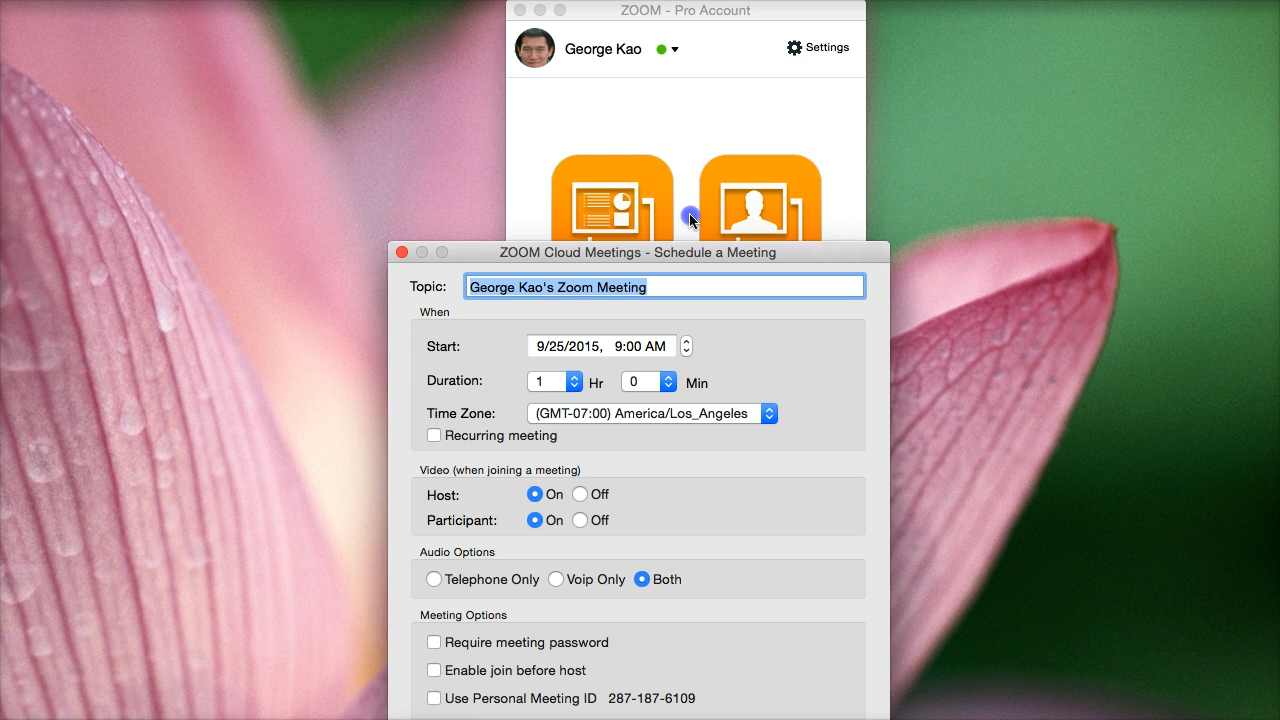 ZOOM - Pro Account
George Kao
Settings
ZOOM Cloud Meetings - Schedule a Meeting
Topic: George Kao's Zoom Meeting
When
Start: 9/25/2015, 9:00 AM
Duration: 1 Hr 0 Min
Time Zone: (GMT-07:00) America/Los_Angeles
Recurring meeting
Video (when joining a meeting)
Host: On Off
Participant: On Off
Audio Options
Telephone Only Voip Only Both
Meeting Options
Require meeting password
Enable join before host
Use Personal Meeting ID 287-187-6109